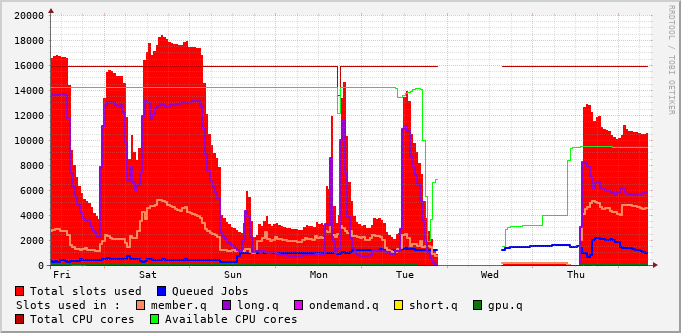 20000
18000
16000
14000
12000
10000
8000
6000
4000
2000
0
Fri Sat Sun Mon Tue Wed Thu
RRDTOOL / TOBI OETIKER
Total slots used Queued Jobs
Slots used in : member.q long.q ondemand.q short.q gpu.q
Total CPU cores Available CPU cores